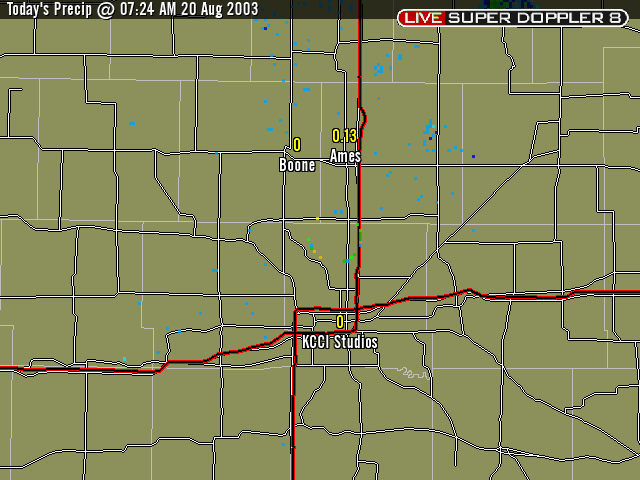 Today's Precip @ 07:24 AM 20 Aug 2003
LIVE SUPER DOPPLER 8
0.13
0
Ames
Boone
0
KCCI Studios